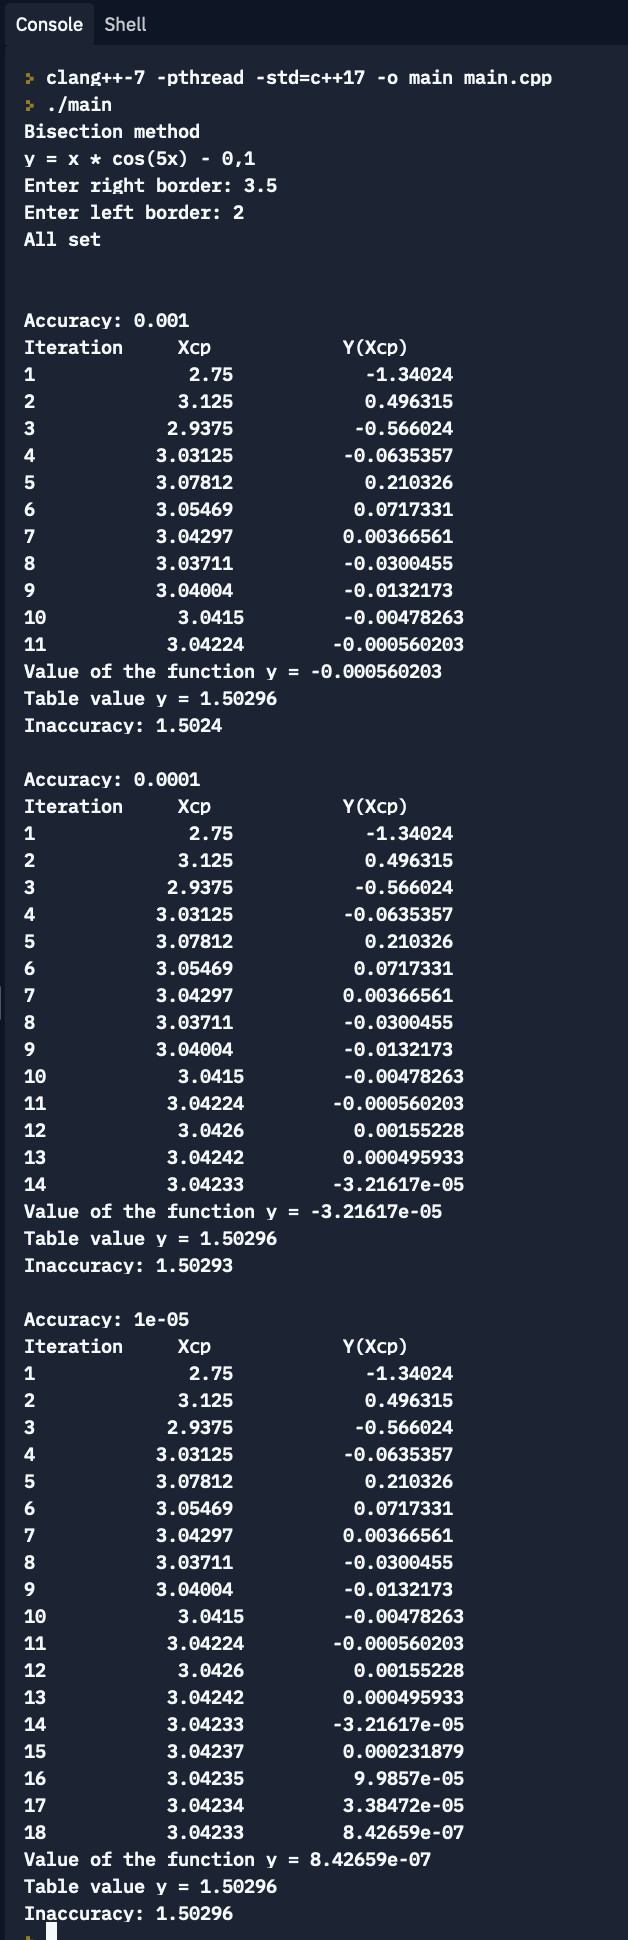 Console Shell
clang++-7 -pthread -std=c++17 -o main main.cpp
./main
Bisection method
y = x * cos(5x) - 0,1
Enter right border: 3.5
Enter left border: 2
All set
Accuracy: 0.001
Iteration Xcp Y(Xcp)
1 2.75 -1.34024
2 3.125 0.496315
3 2.9375 -0.566024
4 3.03125 -0.0635357
5 3.07812 0.210326
6 3.05469 0.0717331
7 3.04297 0.00366561
8 3.03711 -0.0300455
9 3.04004 -0.0132173
10 3.0415 -0.00478263
11 3.04224 -0.000560203
Value of the function y = -0.000560203
Table value y = 1.50296
Inaccuracy: 1.5024
Accuracy: 0.0001
Iteration Xcp Y(Xcp)
1 2.75 -1.34024
2 3.125 0.496315
3 2.9375 -0.566024
4 3.03125 -0.0635357
5 3.07812 0.210326
6 3.05469 0.0717331
7 3.04297 0.00366561
8 3.03711 -0.0300455
9 3.04004 -0.0132173
10 3.0415 -0.00478263
11 3.04224 -0.000560203
12 3.0426 0.00155228
13 3.04242 0.000495933
14 3.04233 -3.21617e-05
Value of the function y = -3.21617e-05
Table value y = 1.50296
Inaccuracy: 1.50293
Accuracy: 1e-05
Iteration Xcp Y(Xcp)
1 2.75 -1.34024
2 3.125 0.496315
3 2.9375 -0.566024
4 3.03125 -0.0635357
5 3.07812 0.210326
6 3.05469 0.0717331
7 3.04297 0.00366561
8 3.03711 -0.0300455
9 3.04004 -0.0132173
10 3.0415 -0.00478263
11 3.04224 -0.000560203
12 3.0426 0.00155228
13 3.04242 0.000495933
14 3.04233 -3.21617e-05
15 3.04237 0.000231879
16 3.04235 9.9857e-05
17 3.04234 3.38472e-05
18 3.04233 8.42659e-07
Value of the function y = 8.42659e-07
Table value y = 1.50296
Inaccuracy: 1.50296